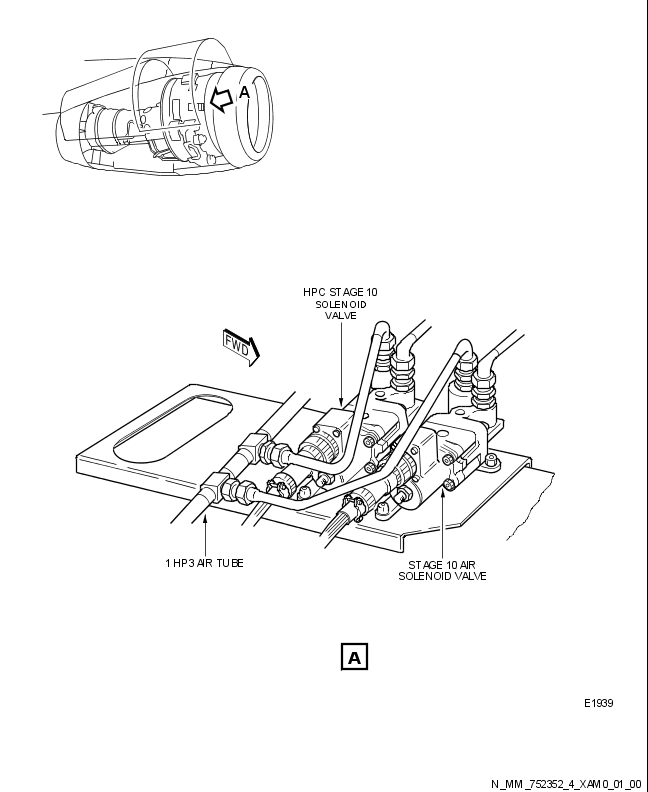 A
HPC STAGE 10
SOLENOID
VALVE
FWD
1 HP3 AIR TUBE
STAGE 10 AIR
SOLENOID VALVE
A
E1939
N_MM_752352_4_XAM0_01_00